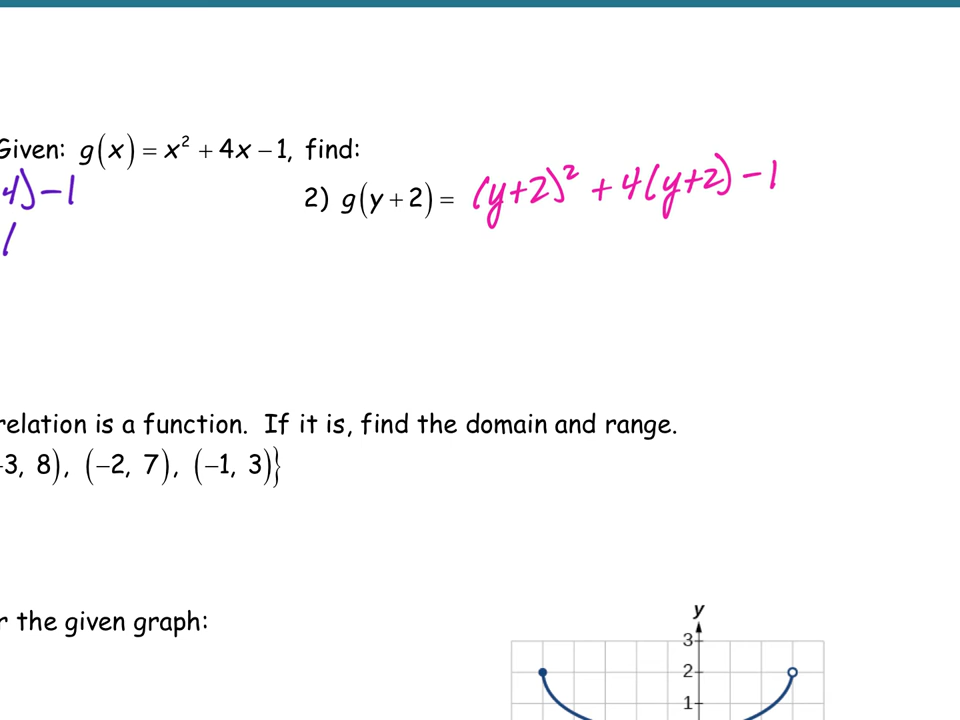 Given: g(x) = x² + 4x − 1, find:
4) − 1
2) g(y + 2) = (y+2)² + 4(y+2) − 1
relation is a function. If it is, find the domain and range.
3, 8), (−2, 7), (−1, 3)}
r the given graph:
y
3
2
1